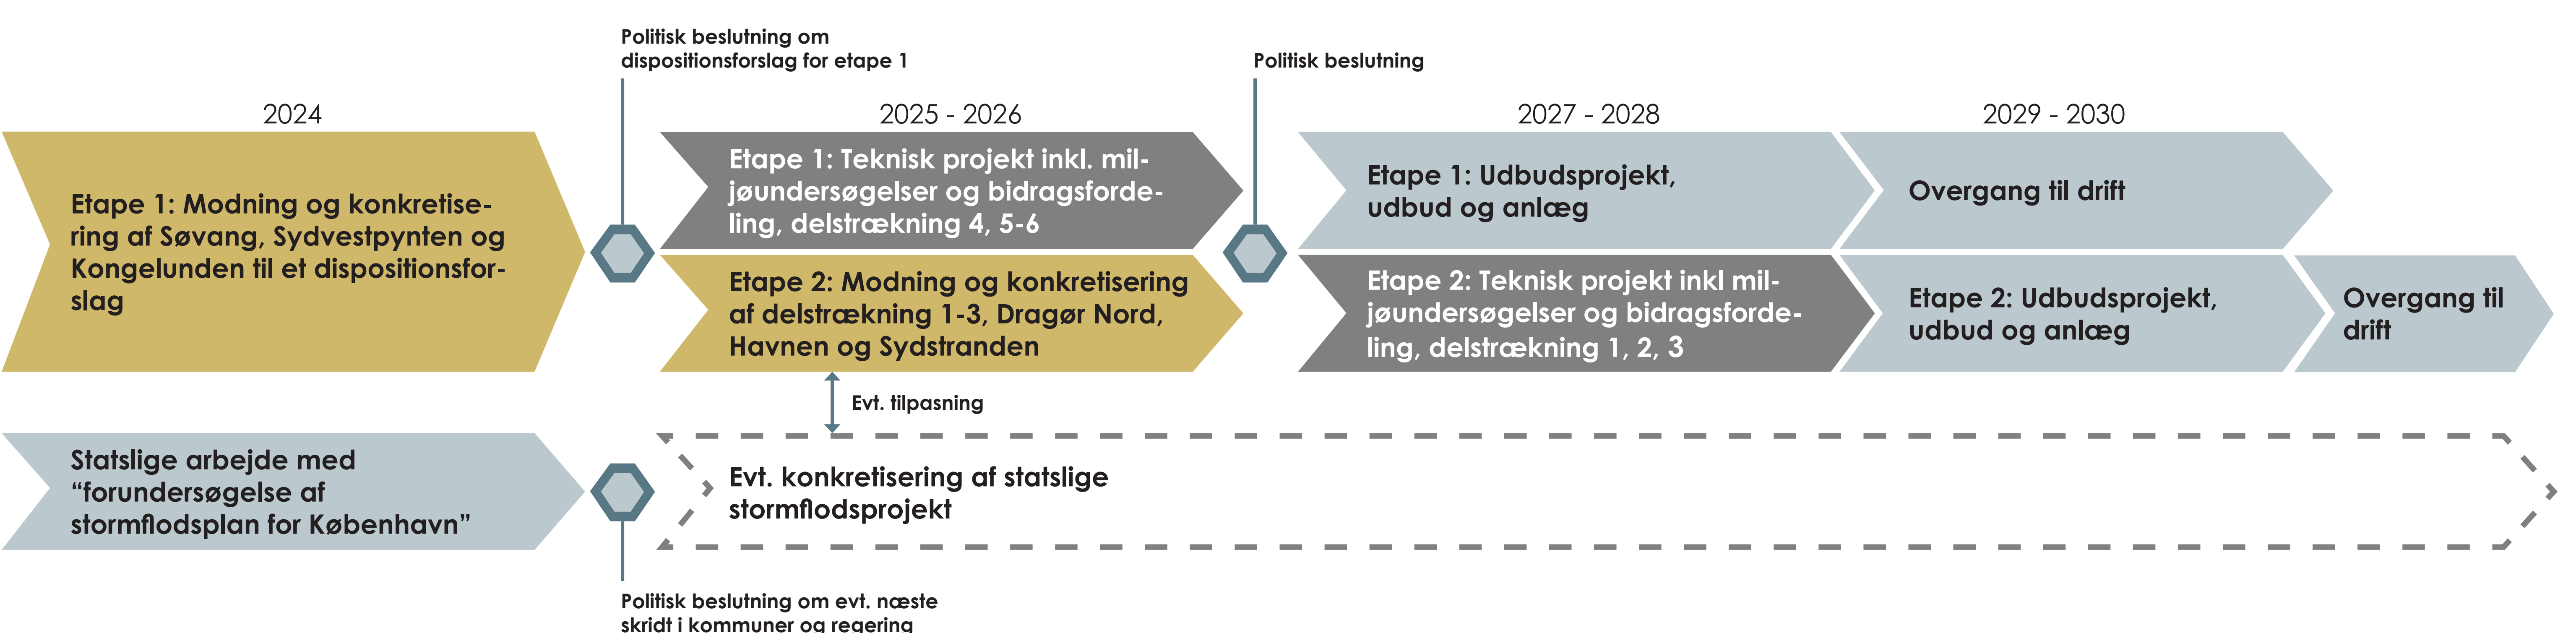 Politisk beslutning om
dispositionsforslag for etape 1
Politisk beslutning
2024
2025 - 2026
2027 - 2028
2029 - 2030
Etape 1: Modning og konkretise-
ring af Søvang, Sydvestpynten og
Kongelunden til et dispositionsfor-
slag
Etape 1: Teknisk projekt inkl. mil-
jøundersøgelser og bidragsforde-
ling, delstrækning 4, 5-6
Etape 1: Udbudsprojekt,
udbud og anlæg
Overgang til drift
Etape 2: Modning og konkretisering
af delstrækning 1-3, Dragør Nord,
Havnen og Sydstranden
Etape 2: Teknisk projekt inkl mil-
jøundersøgelser og bidragsforde-
ling, delstrækning 1, 2, 3
Etape 2: Udbudsprojekt,
udbud og anlæg
Overgang til
drift
Evt. tilpasning
Statslige arbejde med
“forundersøgelse af
stormflodsplan for København”
Evt. konkretisering af statslige
stormflodsprojekt
Politisk beslutning om evt. næste
skridt i kommuner og regering